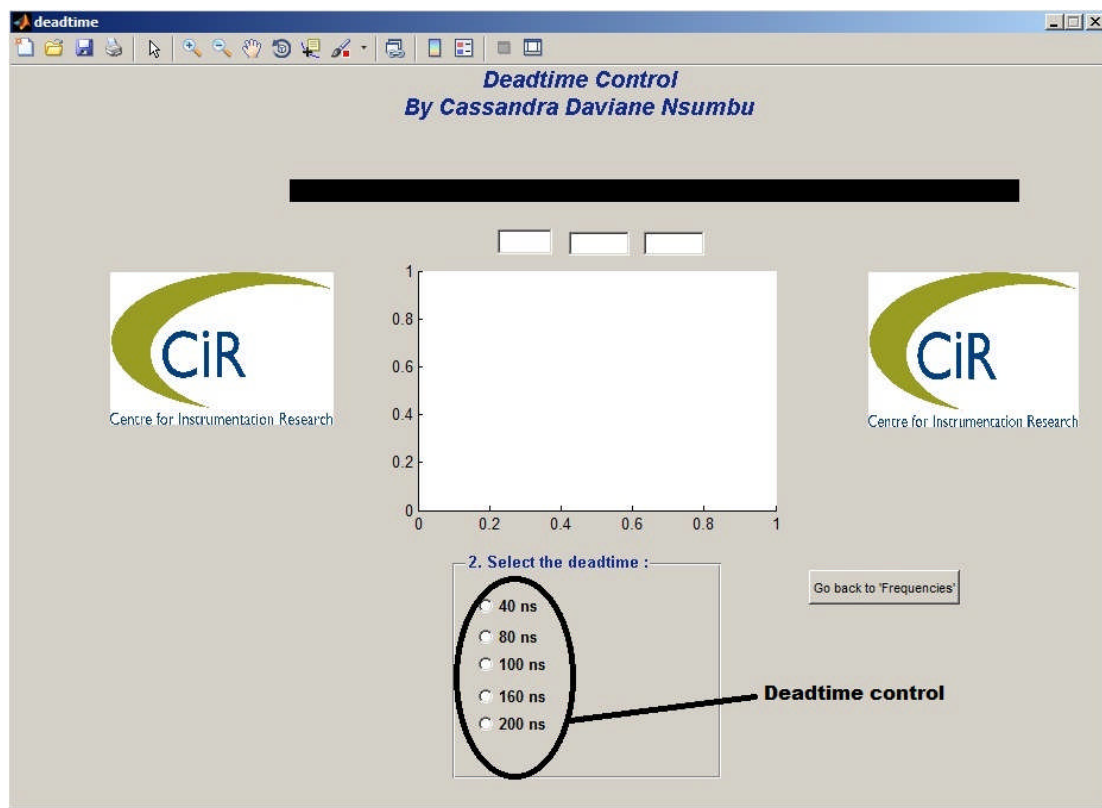 deadtime
Deadtime Control
By Cassandra Daviane Nsumbu
CiR
Centre for Instrumentation Research
1
0.8
0.6
0.4
0.2
0
0 0.2 0.4 0.6 0.8 1
CiR
Centre for Instrumentation Research
2. Select the deadtime :
40 ns
80 ns
100 ns
160 ns
200 ns
Go back to 'Frequencies'
Deadtime control